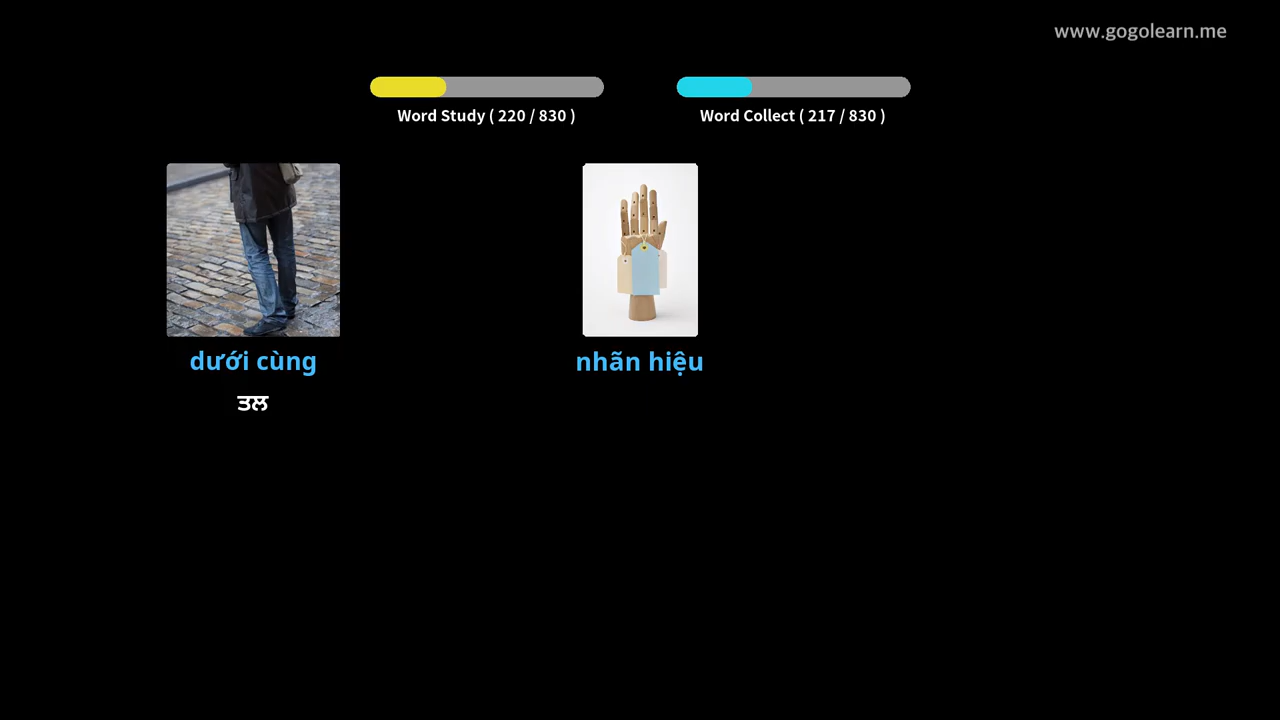 www.gogolearn.me
Word Study ( 220 / 830 )
Word Collect ( 217 / 830 )
dưới cùng
nhãn hiệu
ਤਲ